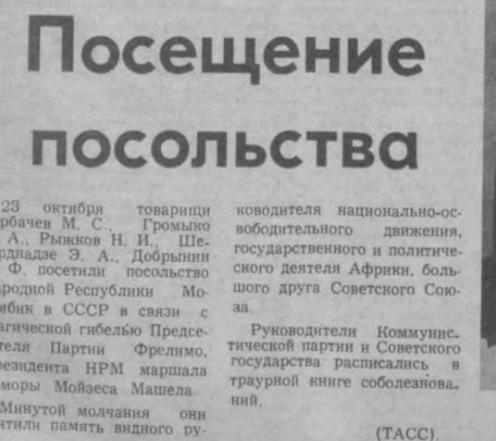 Посещение
посольства
23 октября товарищи
рбачев М. С., Громыко
А., Рыжков Н. И., Ше-
рднадзе Э. А., Добрынин
Ф. посетили посольство
родной Республики Мо-
мбик в СССР в связи с
агической гибелью Предсе-
теля Партии Фрелимо,
резидента НРМ маршала
моры Мойзеса Машела
Минутой молчания они
чтили память видного ру-
ководителя национально-ос-
вободительного движения,
государственного и политиче-
ского деятеля Африки, боль-
шого друга Советского Сою-
за.
Руководители Коммунис-
тической партии и Советского
государства расписались в
траурной книге соболезнова-
ний.
(ТАСС).